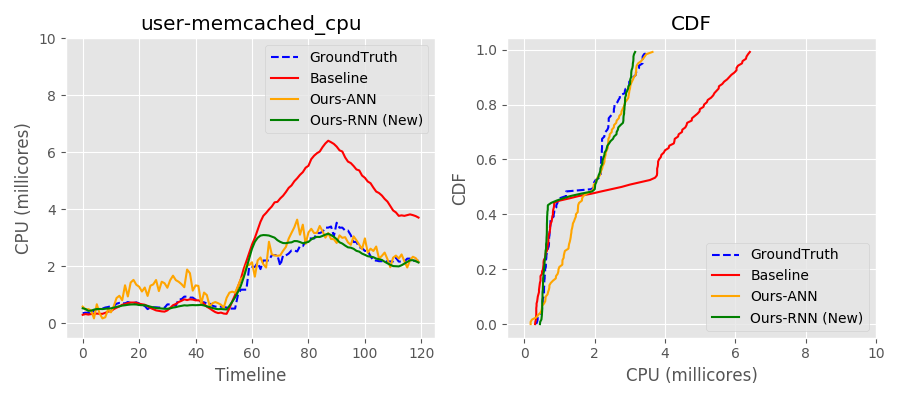 user-memcached_cpu
CPU (millicores)
10
8
6
4
2
0
GroundTruth
Baseline
Ours-ANN
Ours-RNN (New)
0 20 40 60 80 100 120
Timeline
CDF
CDF
1.0
0.8
0.6
0.4
0.2
0.0
GroundTruth
Baseline
Ours-ANN
Ours-RNN (New)
0 2 4 6 8 10
CPU (millicores)